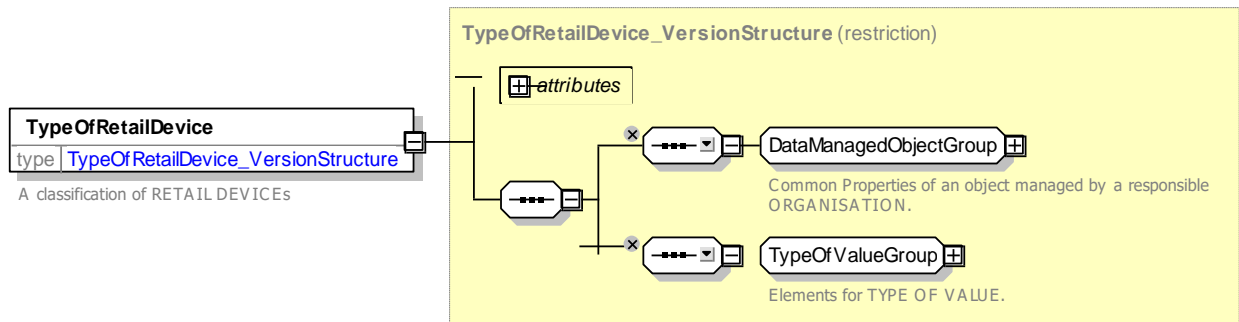 TypeOfRetailDevice_VersionStructure (restriction)
attributes
TypeOfRetailDevice
type TypeOfRetailDevice_VersionStructure
A classification of RETAIL DEVICEs
DataManagedObjectGroup
Common Properties of an object managed by a responsible
ORGANISATION.
TypeOfValueGroup
Elements for TYPE OF VALUE.